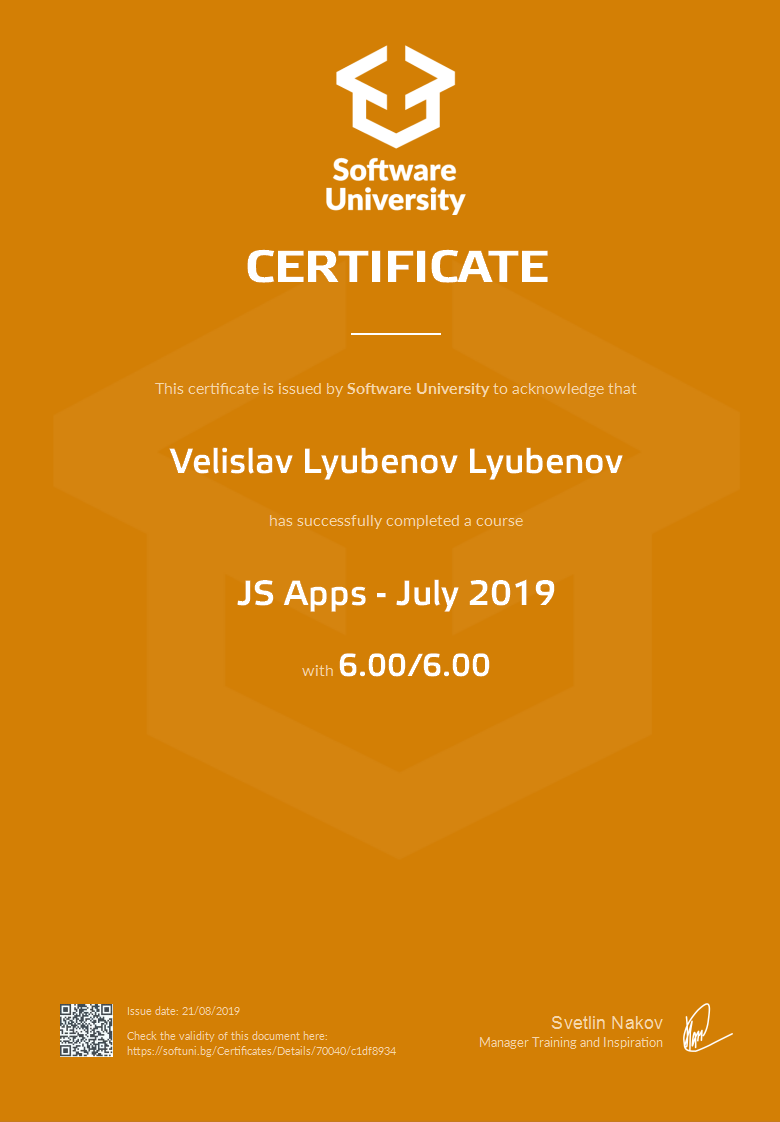 Software
University
CERTIFICATE
This certificate is issued by Software University to acknowledge that
Velislav Lyubenov Lyubenov
has successfully completed a course
JS Apps - July 2019
with 6.00/6.00
Issue date: 21/08/2019
Check the validity of this document here:
https://softuni.bg/Certificates/Details/70040/c1df8934
Svetlin Nakov
Manager Training and Inspiration